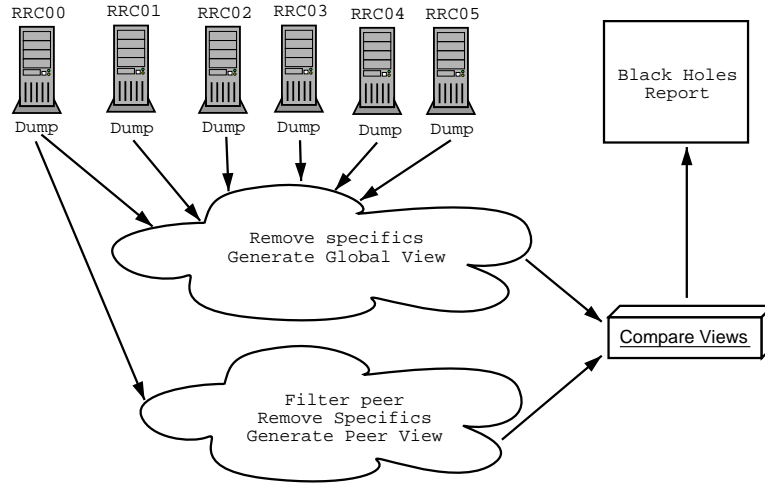 RRC00 RRC01 RRC02 RRC03 RRC04 RRC05
Dump Dump Dump Dump Dump Dump
Black Holes
Report
Remove specifics
Generate Global View
Compare Views
Filter peer
Remove Specifics
Generate Peer View